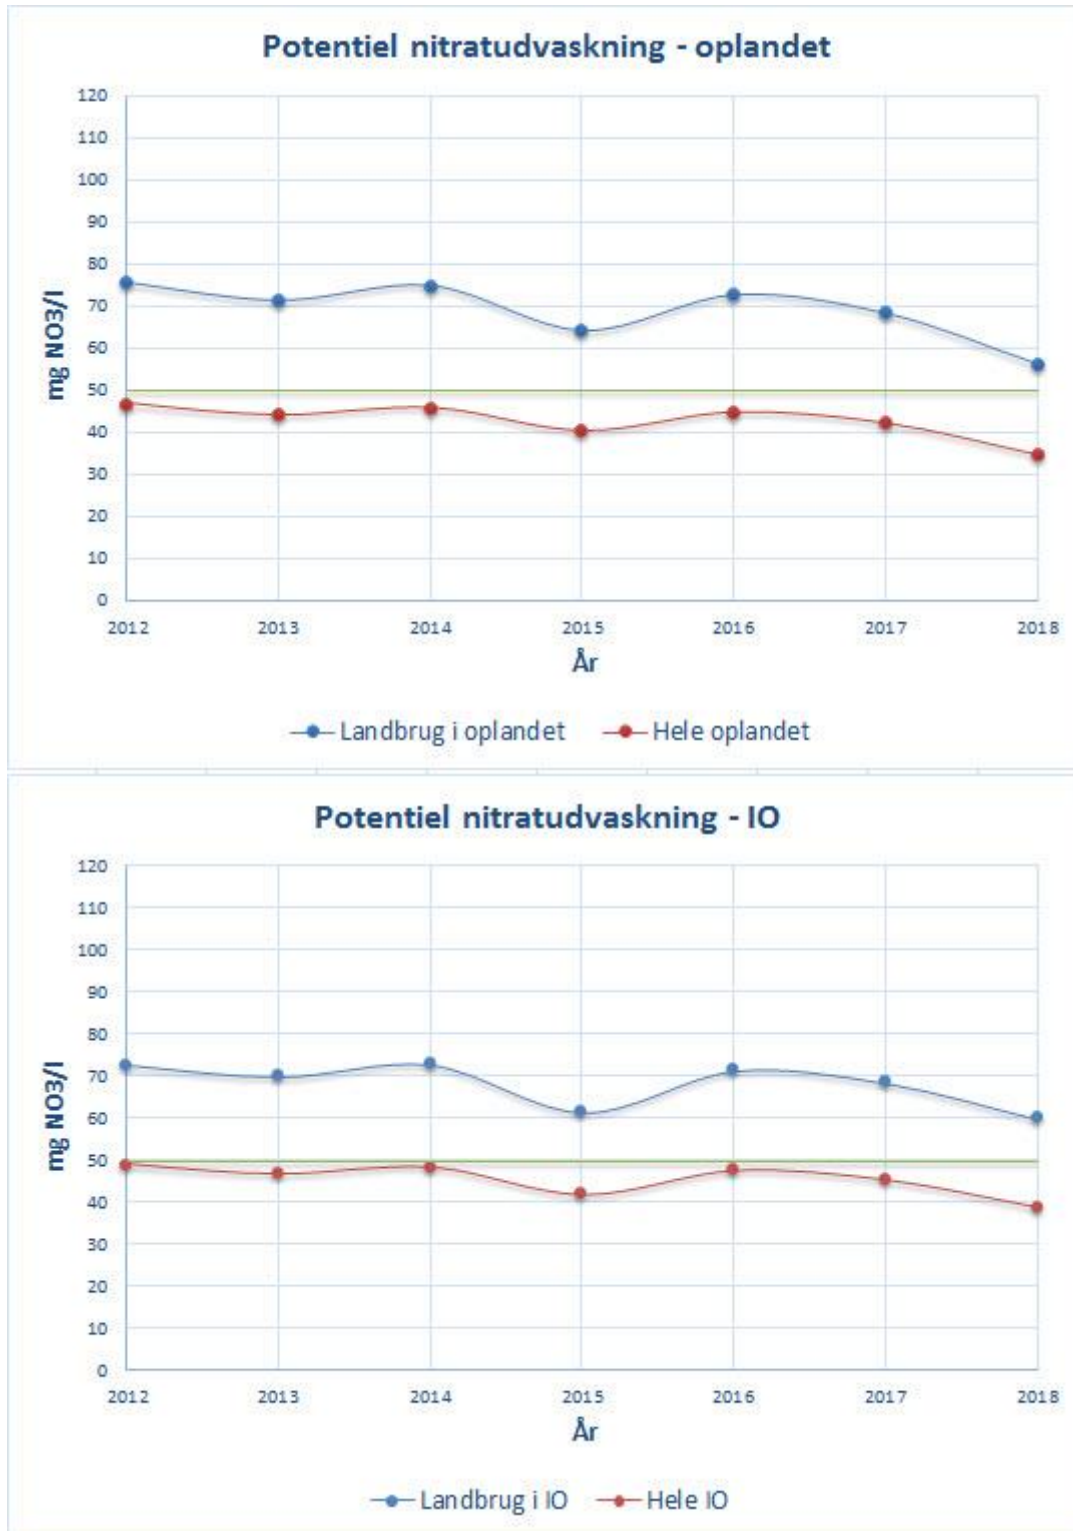 Potentiel nitratudvaskning - oplandet
120
110
100
90
80
70
60
50
40
30
20
10
0
mg NO3/l
2012 2013 2014 2015 2016 2017 2018
År
Landbrug i oplandet Hele oplandet
Potentiel nitratudvaskning - IO
120
110
100
90
80
70
60
50
40
30
20
10
0
mg NO3/l
2012 2013 2014 2015 2016 2017 2018
År
Landbrug i IO Hele IO